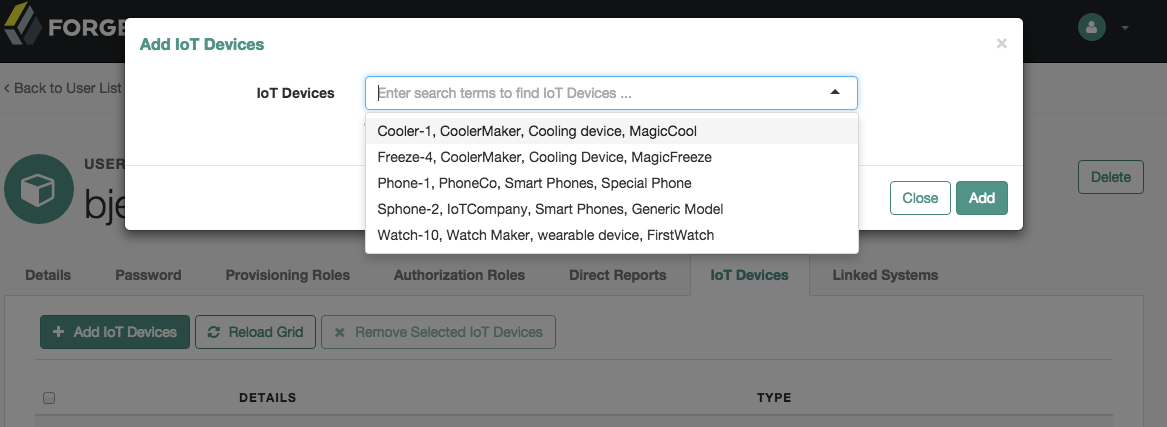 FORGE
Add IoT Devices ×
< Back to User List
IoT Devices
Enter search terms to find IoT Devices ...
Cooler-1, CoolerMaker, Cooling device, MagicCool
Freeze-4, CoolerMaker, Cooling Device, MagicFreeze
Phone-1, PhoneCo, Smart Phones, Special Phone
Sphone-2, IoTCompany, Smart Phones, Generic Model
Watch-10, Watch Maker, wearable device, FirstWatch
USER
bje
Delete
Close Add
Details Password Provisioning Roles Authorization Roles Direct Reports IoT Devices Linked Systems
+ Add IoT Devices Reload Grid × Remove Selected IoT Devices
DETAILS TYPE